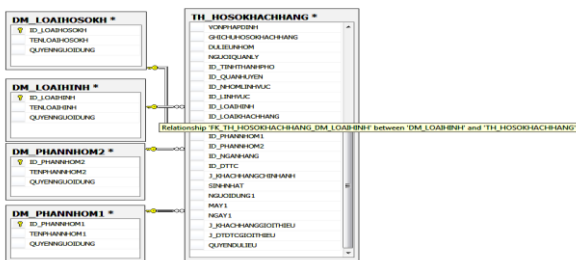 DM_LOAIHOSOKH *
ID_LOAIHOSOKH
TENLOAIHOSOKH
QUYENNGUOIDUNG
DM_LOAIHINH *
ID_LOAIHINH
TENLOAIHINH
QUYENNGUOIDUNG
DM_PHANNHOM2 *
ID_PHANNHOM2
TENPHANNHOM2
QUYENNGUOIDUNG
DM_PHANNHOM1 *
ID_PHANNHOM1
TENPHANNHOM1
QUYENNGUOIDUNG
TH_HOSOKHACHHANG *
VONPHAPDINH
GHICHUHOSOKHACHHANG
DULIEUNHOM
NGUOIQUANLY
ID_TINHTHANHPHO
ID_QUANHUYEN
ID_NHOMLINHVUC
ID_LINHVUC
ID_LOAIHINH
ID_LOAIKHACHHANG
Relationship 'FK_TH_HOSOKHACHHANG_DM_LOAIHINH' between 'DM_LOAIHINH' and 'TH_HOSOKHACHHANG'
ID_PHANNHOM1
ID_PHANNHOM2
ID_NGANHANG
ID_DTTC
J_KHACHHANGCHINHANH
SINHNHAT
NGUOIDUNG1
MAY1
NGAY1
J_KHACHHANGGIOITHIEU
J_DTDTCGIOITHIEU
QUYENDULIEU